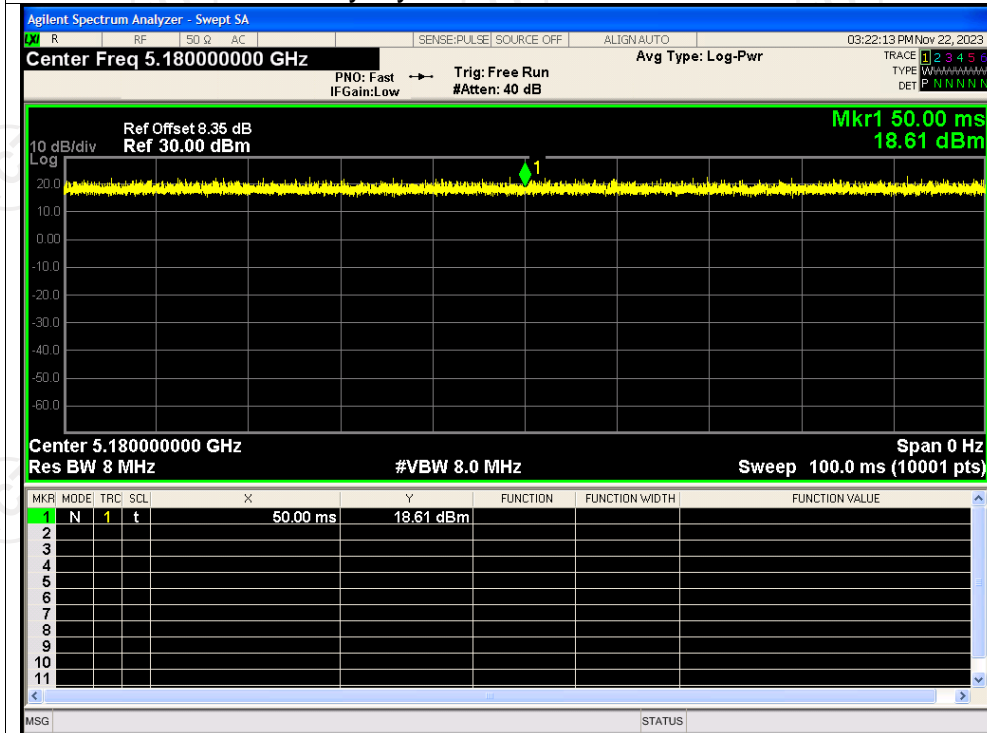 Agilent Spectrum Analyzer - Swept SA
LXI R RF 50 Ω AC SENSE:PULSE SOURCE OFF ALIGN AUTO 03:22:13 PM Nov 22, 2023
Center Freq 5.180000000 GHz
PNO: Fast
IFGain:Low
Trig: Free Run
#Atten: 40 dB
Avg Type: Log-Pwr
TRACE 1 2 3 4 5 6
TYPE WWWWWW
DET P N N N N N
Mkr1 50.00 ms
18.61 dBm
Ref Offset 8.35 dB
10 dB/div Ref 30.00 dBm
Log
1
20.0
10.0
0.00
-10.0
-20.0
-30.0
-40.0
-50.0
-60.0
Center 5.180000000 GHz Span 0 Hz
Res BW 8 MHz #VBW 8.0 MHz Sweep 100.0 ms (10001 pts)
MKR MODE TRC SCL X Y FUNCTION FUNCTION WIDTH FUNCTION VALUE
1 N 1 t 50.00 ms 18.61 dBm
2
3
4
5
6
7
8
9
10
11
MSG STATUS